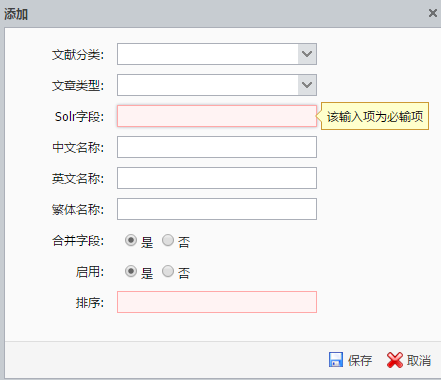 添加
文献分类:
文章类型:
Solr字段: 该输入项为必输项
中文名称:
英文名称:
繁体名称:
合并字段: 是 否
启用: 是 否
排序:
保存 取消